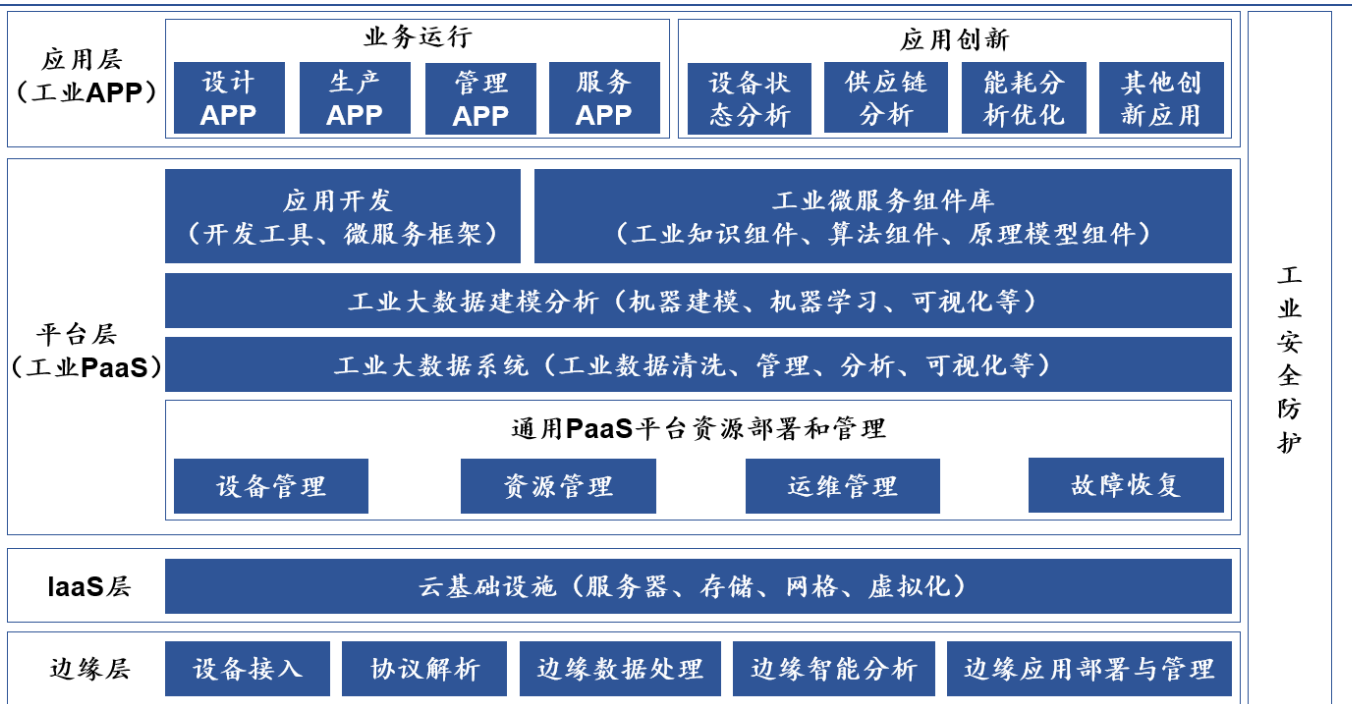 应用层
（工业APP）
业务运行
设计
APP
生产
APP
管理
APP
服务
APP
应用创新
设备状
态分析
供应链
分析
能耗分
析优化
其他创
新应用
平台层
（工业PaaS）
应用开发
（开发工具、微服务框架）
工业微服务组件库
（工业知识组件、算法组件、原理模型组件）
工业大数据建模分析（机器建模、机器学习、可视化等）
工业大数据系统（工业数据清洗、管理、分析、可视化等）
通用PaaS平台资源部署和管理
设备管理
资源管理
运维管理
故障恢复
IaaS层
云基础设施（服务器、存储、网格、虚拟化）
边缘层
设备接入
协议解析
边缘数据处理
边缘智能分析
边缘应用部署与管理
工
业
安
全
防
护